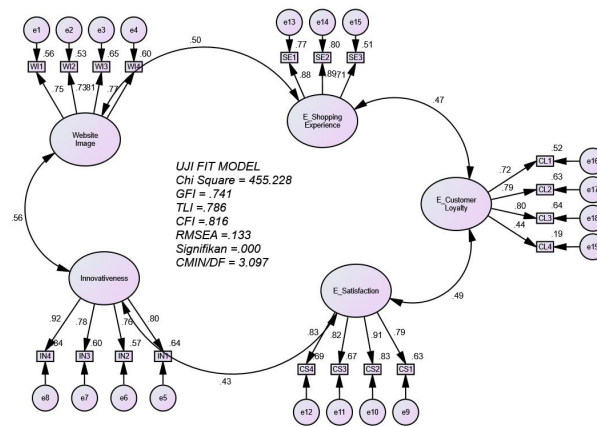 e1 e2 e3 e4
.56 .53 .65 .60
WI1 WI2 WI3 WI4
.75 .73 .81 .77
Website
Image
.50
e13 e14 e15
.77 .80 .51
SE1 SE2 SE3
.88 .89 .71
E_Shopping
Experience
.47
UJI FIT MODEL
Chi Square = 455.228
GFI = .741
TLI =.786
CFI =.816
RMSEA =.133
Signifikan =.000
CMIN/DF = 3.097
E_Customer
Loyalty
.72 CL1 .52 e16
.79 CL2 .63 e17
.80 CL3 .64 e18
.44 CL4 .19 e19
.56
.49
Innovativeness
.92 .78 .76 .80
.84 .60 .57 .64
IN4 IN3 IN2 IN1
e8 e7 e6 e5
.43
E_Satisfaction
.83 .82 .91 .79
.69 .67 .83 .63
CS4 CS3 CS2 CS1
e12 e11 e10 e9